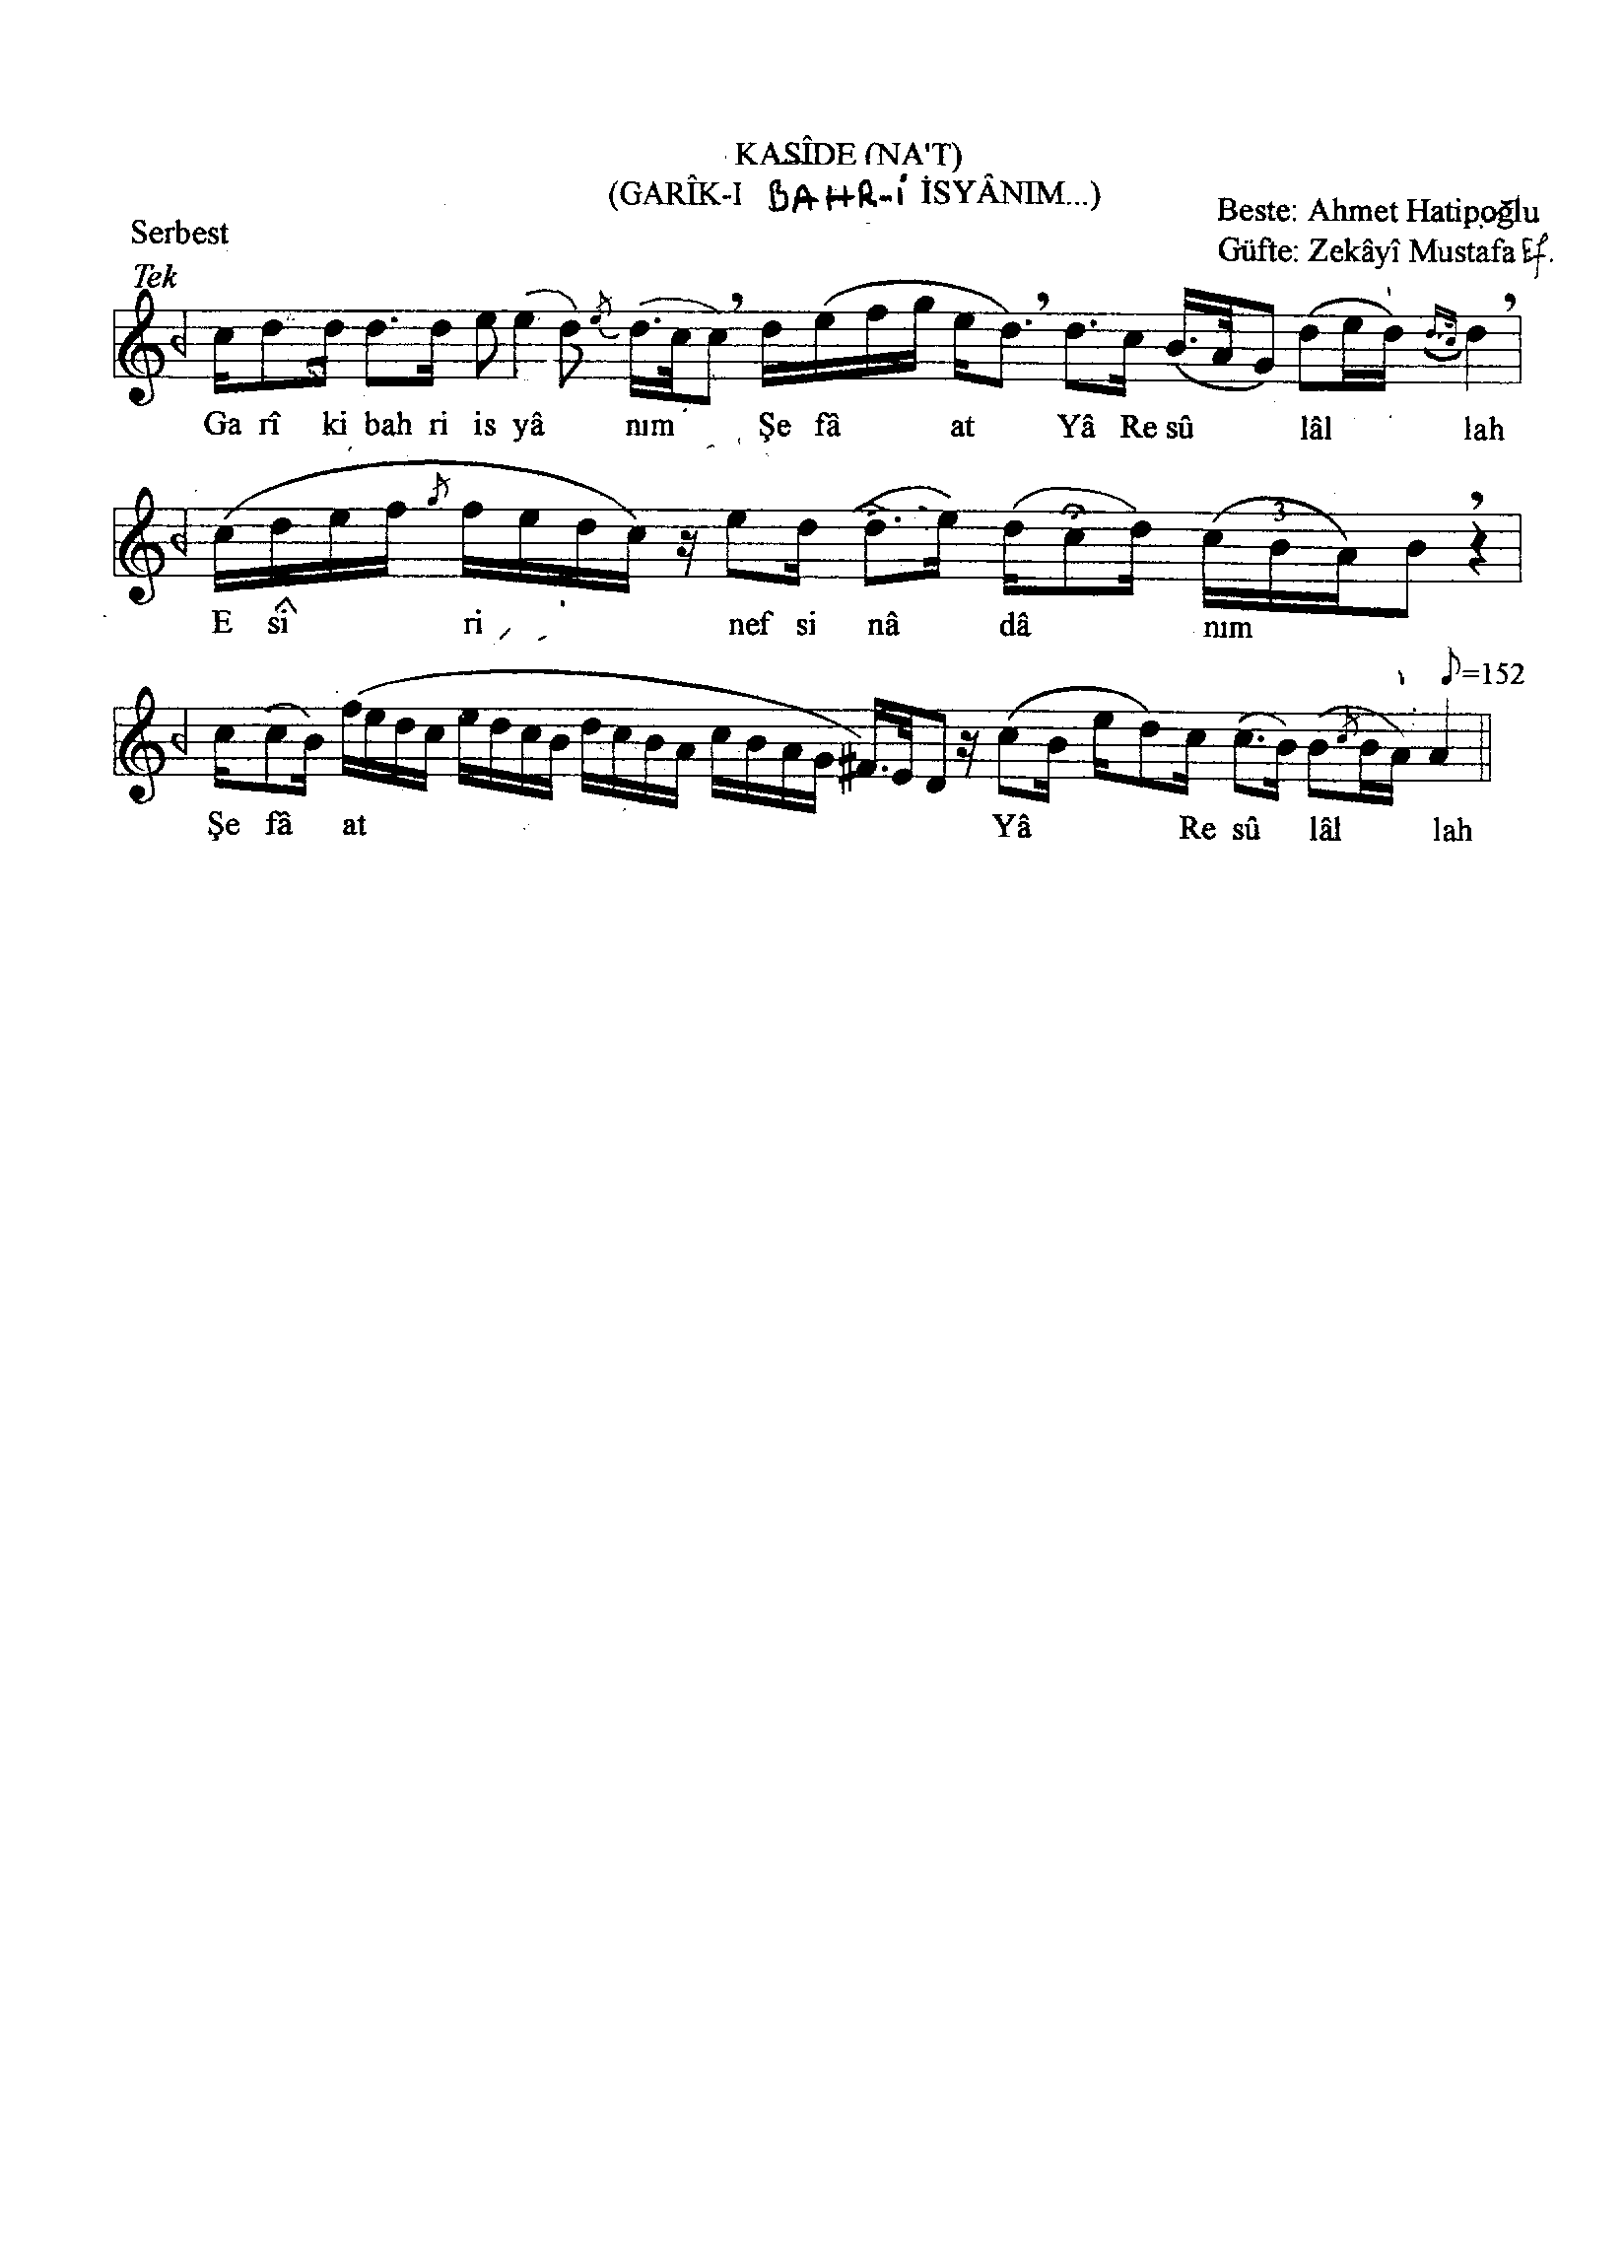 KASÎDE (NA'T)
(GARÎK-I BAHR-İ İSYÂNIM...)
Beste: Ahmet Hatipoğlu
Serbest
Güfte: Zekâyî Mustafa Ef.
Tek
Ga rî ki bah ri is yâ nım Şe fâ at Yâ Re sû lâl lah
3
E sî ri nef si nâ dâ nım
=152
Şe fâ at Yâ Re sû lâl lah